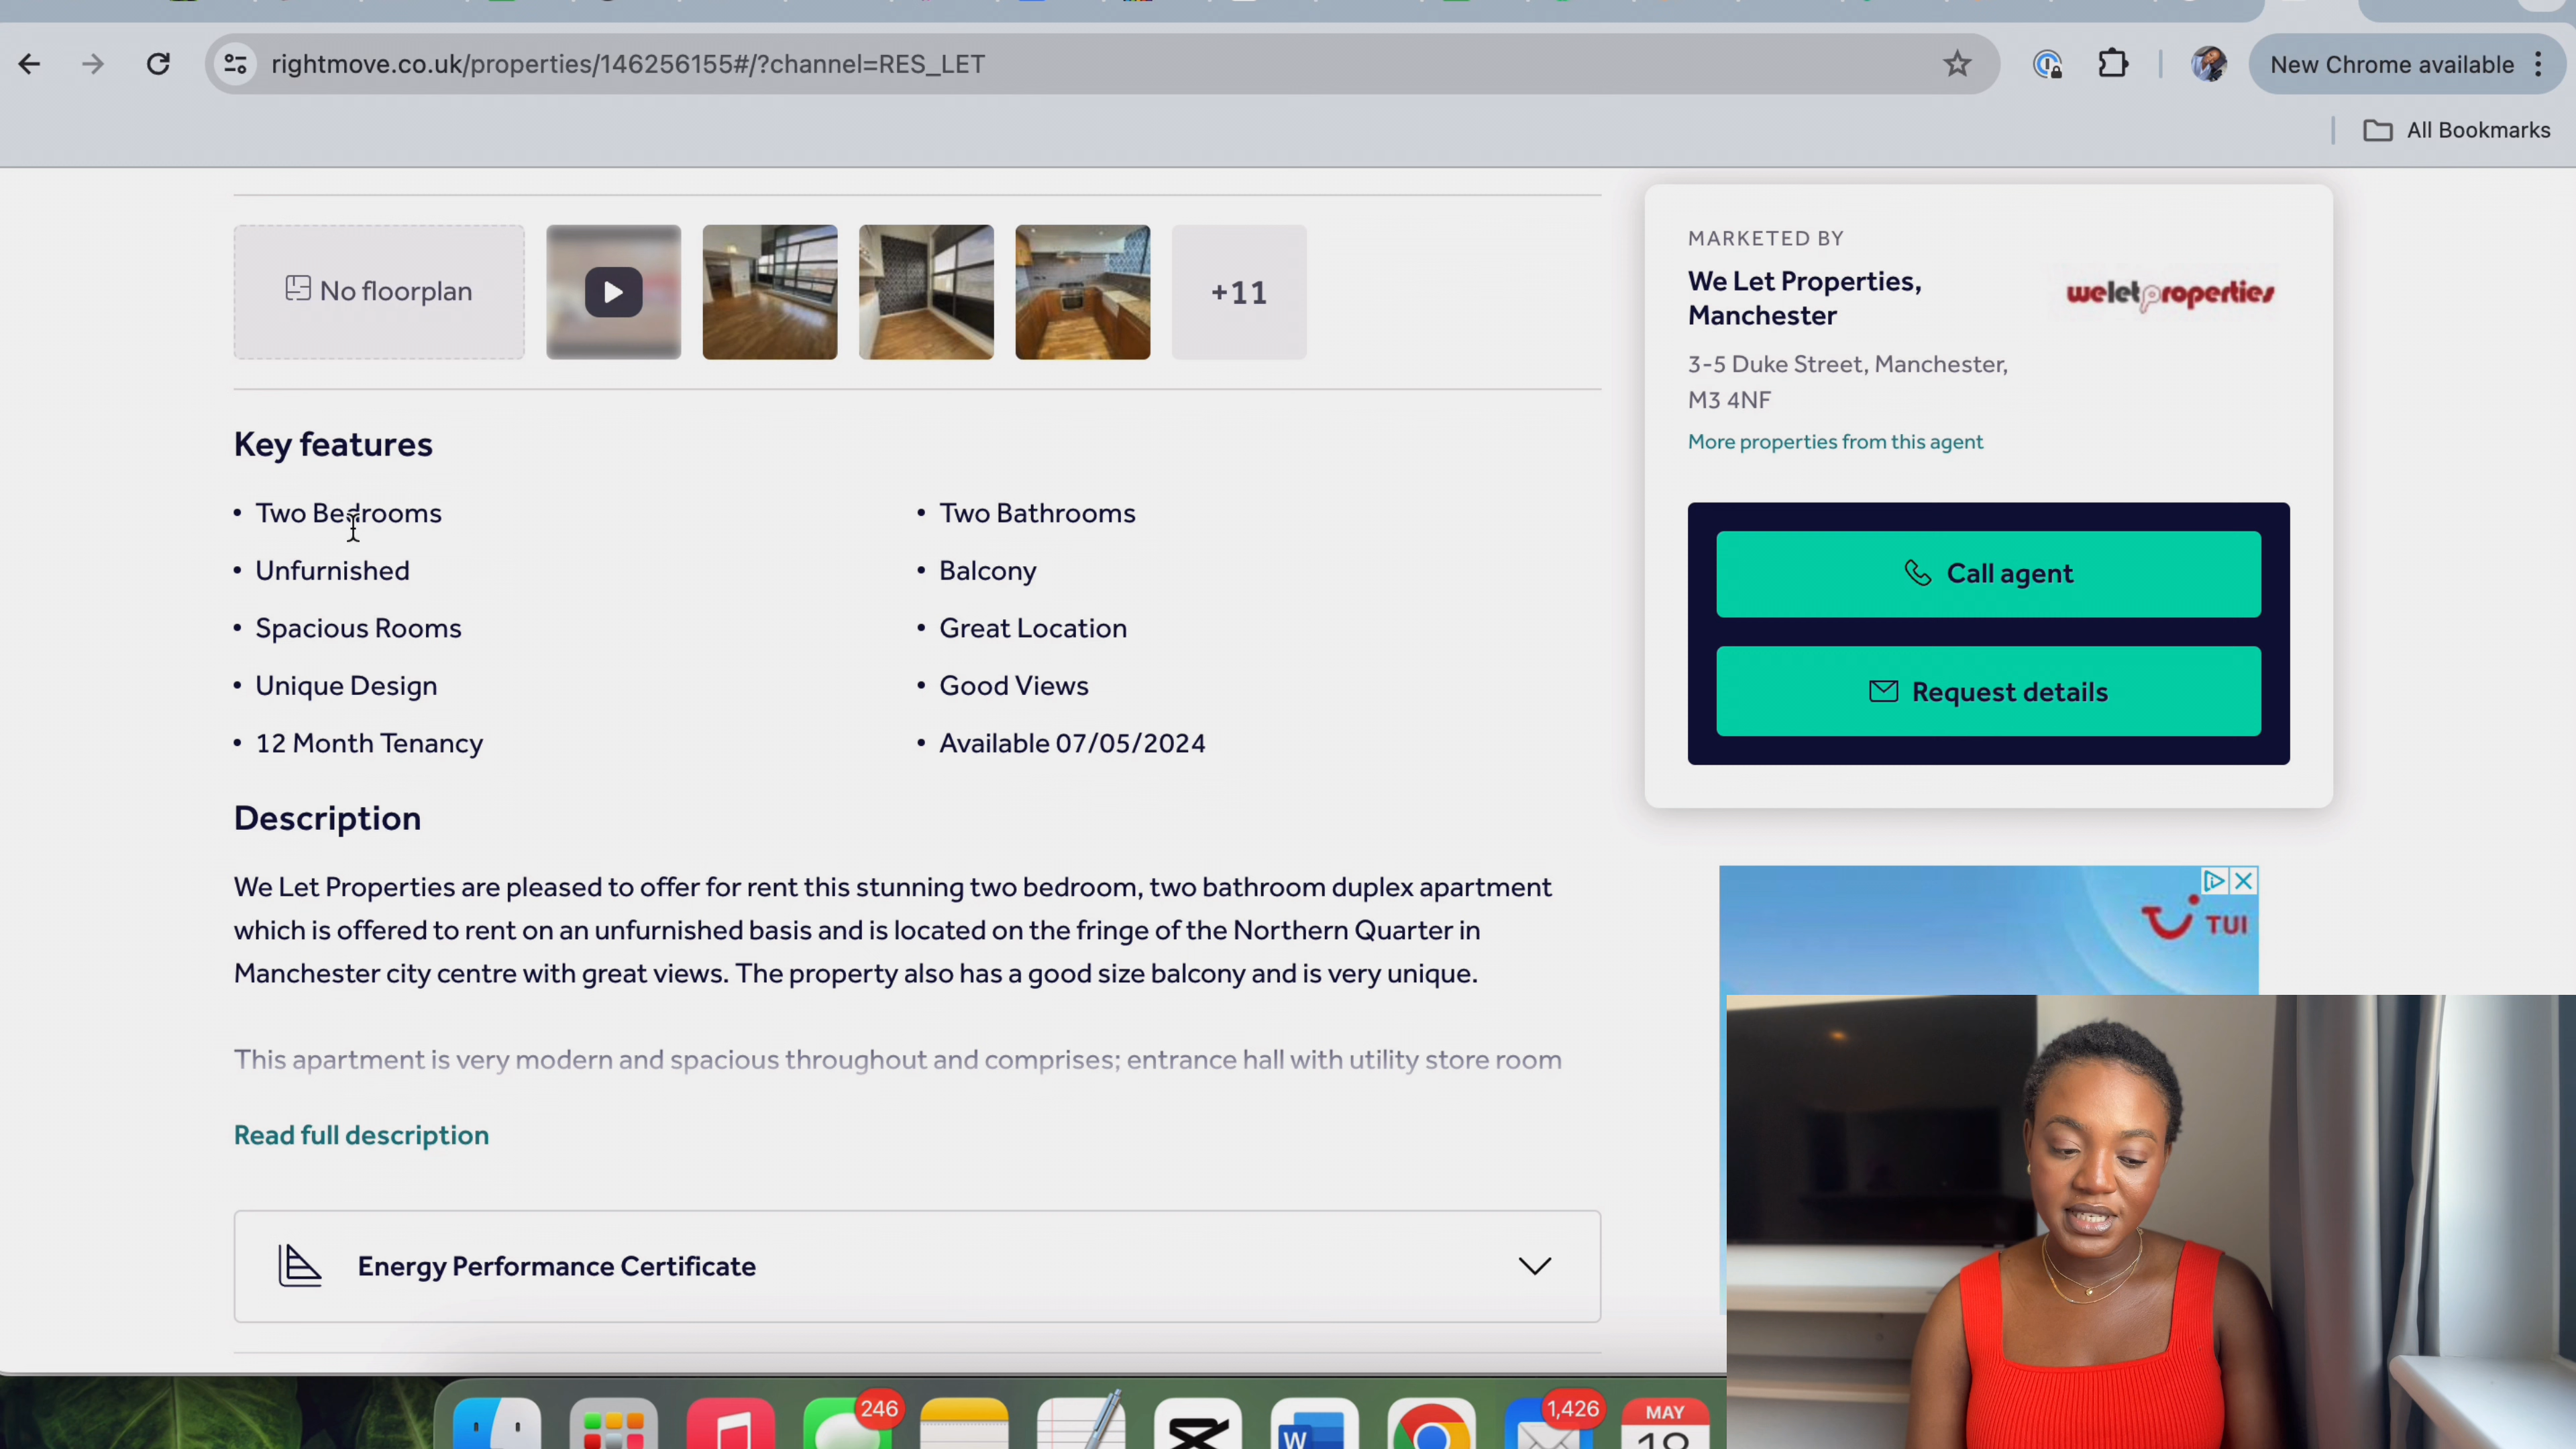 rightmove.co.uk/properties/146256155#/?channel=RES_LET
New Chrome available
All Bookmarks
No floorplan
+11
MARKETED BY
We Let Properties,
Manchester
weletproperties
3-5 Duke Street, Manchester,
M3 4NF
More properties from this agent
Key features
• Two Bedrooms
• Two Bathrooms
• Unfurnished
• Balcony
• Spacious Rooms
• Great Location
• Unique Design
• Good Views
• 12 Month Tenancy
• Available 07/05/2024
Call agent
Request details
Description
We Let Properties are pleased to offer for rent this stunning two bedroom, two bathroom duplex apartment
which is offered to rent on an unfurnished basis and is located on the fringe of the Northern Quarter in
Manchester city centre with great views. The property also has a good size balcony and is very unique.
This apartment is very modern and spacious throughout and comprises; entrance hall with utility store room
Read full description
TUI
Energy Performance Certificate
246
W
1,426
MAY